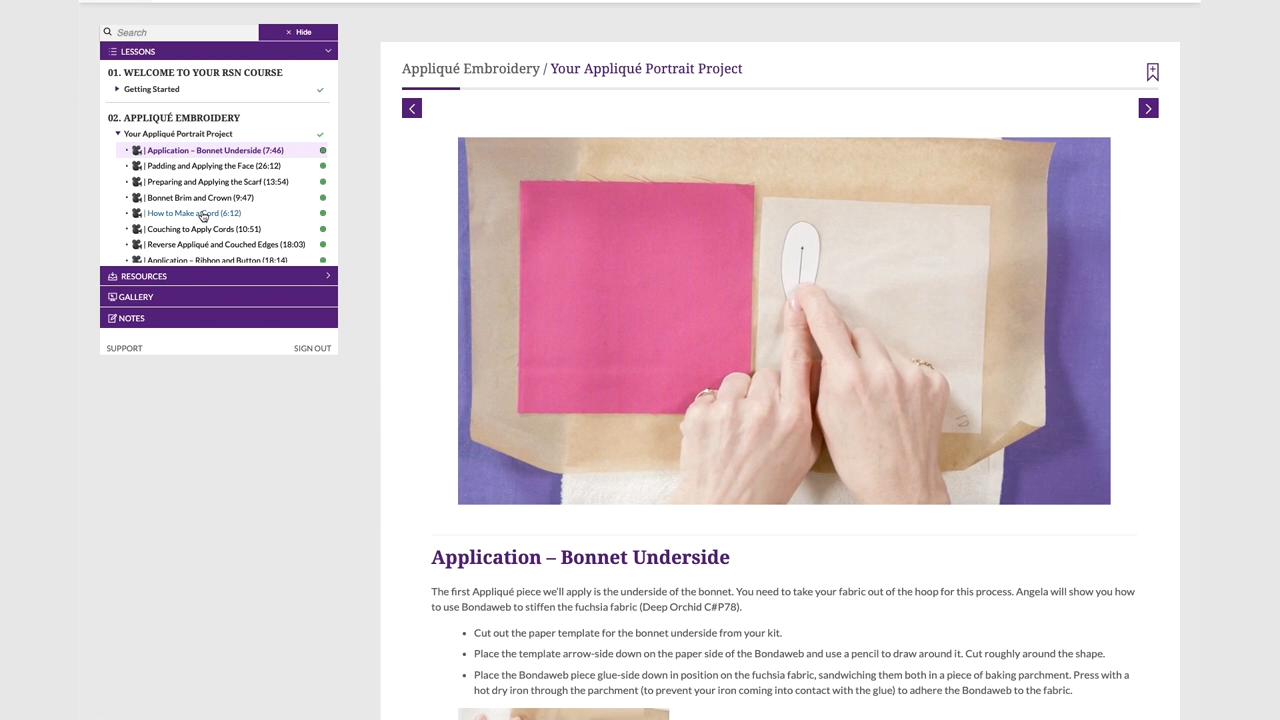 Search
× Hide
LESSONS
01. WELCOME TO YOUR RSN COURSE
Getting Started
02. APPLIQUÉ EMBROIDERY
Your Appliqué Portrait Project
| Application – Bonnet Underside (7:46)
| Padding and Applying the Face (26:12)
| Preparing and Applying the Scarf (13:54)
| Bonnet Brim and Crown (9:47)
| How to Make a Cord (6:12)
| Couching to Apply Cords (10:51)
| Reverse Appliqué and Couched Edges (18:03)
| Application – Ribbon and Button (18:14)
RESOURCES
GALLERY
NOTES
SUPPORT
SIGN OUT
Appliqué Embroidery / Your Appliqué Portrait Project
Application – Bonnet Underside
The first Appliqué piece we'll apply is the underside of the bonnet. You need to take your fabric out of the hoop for this process. Angela will show you how
to use Bondaweb to stiffen the fuchsia fabric (Deep Orchid C#P78).
• Cut out the paper template for the bonnet underside from your kit.
• Place the template arrow-side down on the paper side of the Bondaweb and use a pencil to draw around it. Cut roughly around the shape.
• Place the Bondaweb piece glue-side down in position on the fuchsia fabric, sandwiching them both in a piece of baking parchment. Press with a
hot dry iron through the parchment (to prevent your iron coming into contact with the glue) to adhere the Bondaweb to the fabric.